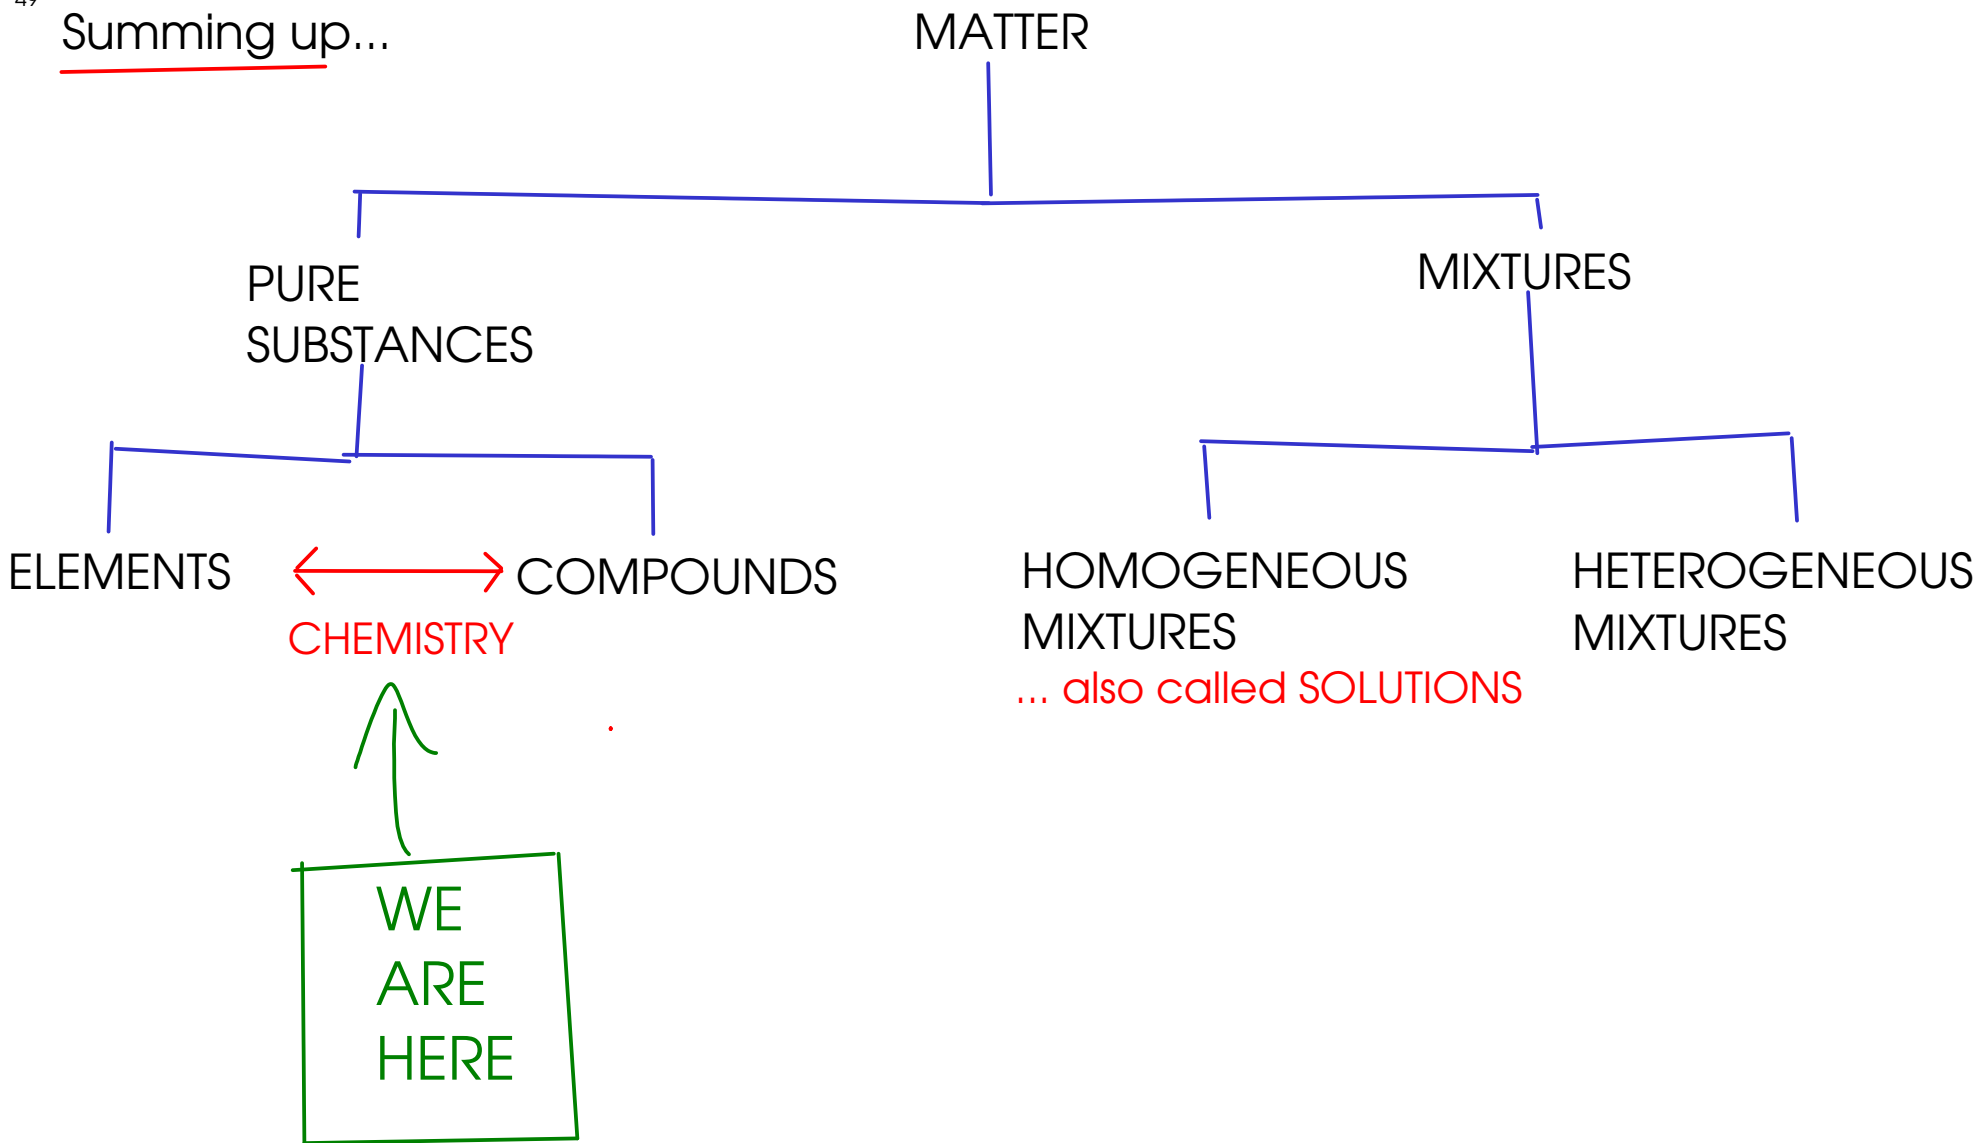 49
Summing up...
MATTER
PURE
SUBSTANCES
MIXTURES
ELEMENTS
COMPOUNDS
CHEMISTRY
HOMOGENEOUS
MIXTURES
... also called SOLUTIONS
HETEROGENEOUS
MIXTURES
WE
ARE
HERE